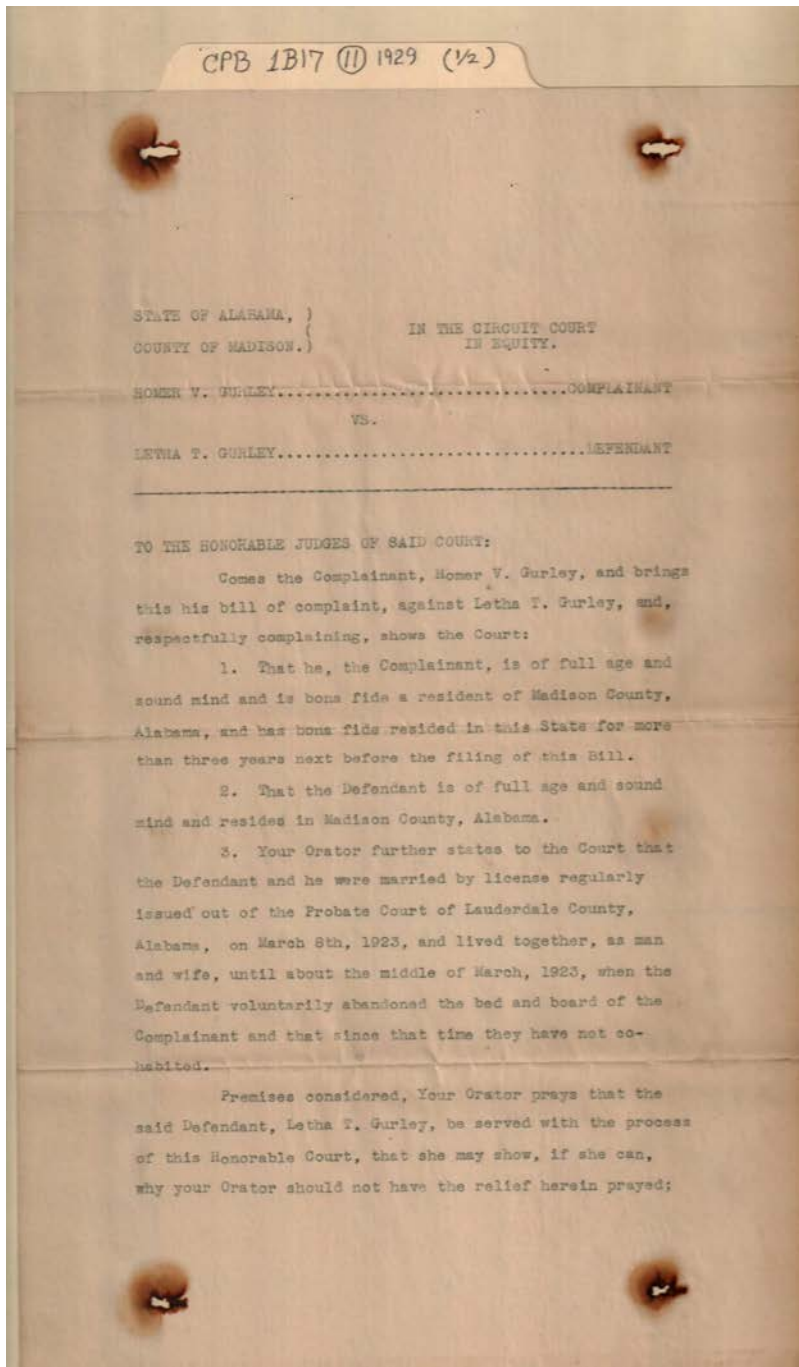 CPB 1B17 (11) 1929 (1/2)
STATE OF ALABAMA, )
(
COUNTY OF MADISON.)
IN THE CIRCUIT COURT
IN EQUITY.
HOMER V. GURLEY................................COMPLAINANT
VS.
LETHA T. GURLEY..................................DEFENDANT
TO THE HONORABLE JUDGES OF SAID COURT:
Comes the Complainant, Homer V. Gurley, and brings
this his bill of complaint, against Letha T. Gurley, and,
respectfully complaining, shows the Court:
1. That he, the Complainant, is of full age and
sound mind and is bona fide a resident of Madison County,
Alabama, and has bona fide resided in this State for more
than three years next before the filing of this Bill.
2. That the Defendant is of full age and sound
mind and resides in Madison County, Alabama.
3. Your Orator further states to the Court that
the Defendant and he were married by license regularly
issued out of the Probate Court of Lauderdale County,
Alabama, on March 8th, 1923, and lived together, as man
and wife, until about the middle of March, 1923, when the
Defendant voluntarily abandoned the bed and board of the
Complainant and that since that time they have not co-
habited.
Premises considered, Your Orator prays that the
said Defendant, Letha T. Gurley, be served with the process
of this Honorable Court, that she may show, if she can,
why your Orator should not have the relief herein prayed;